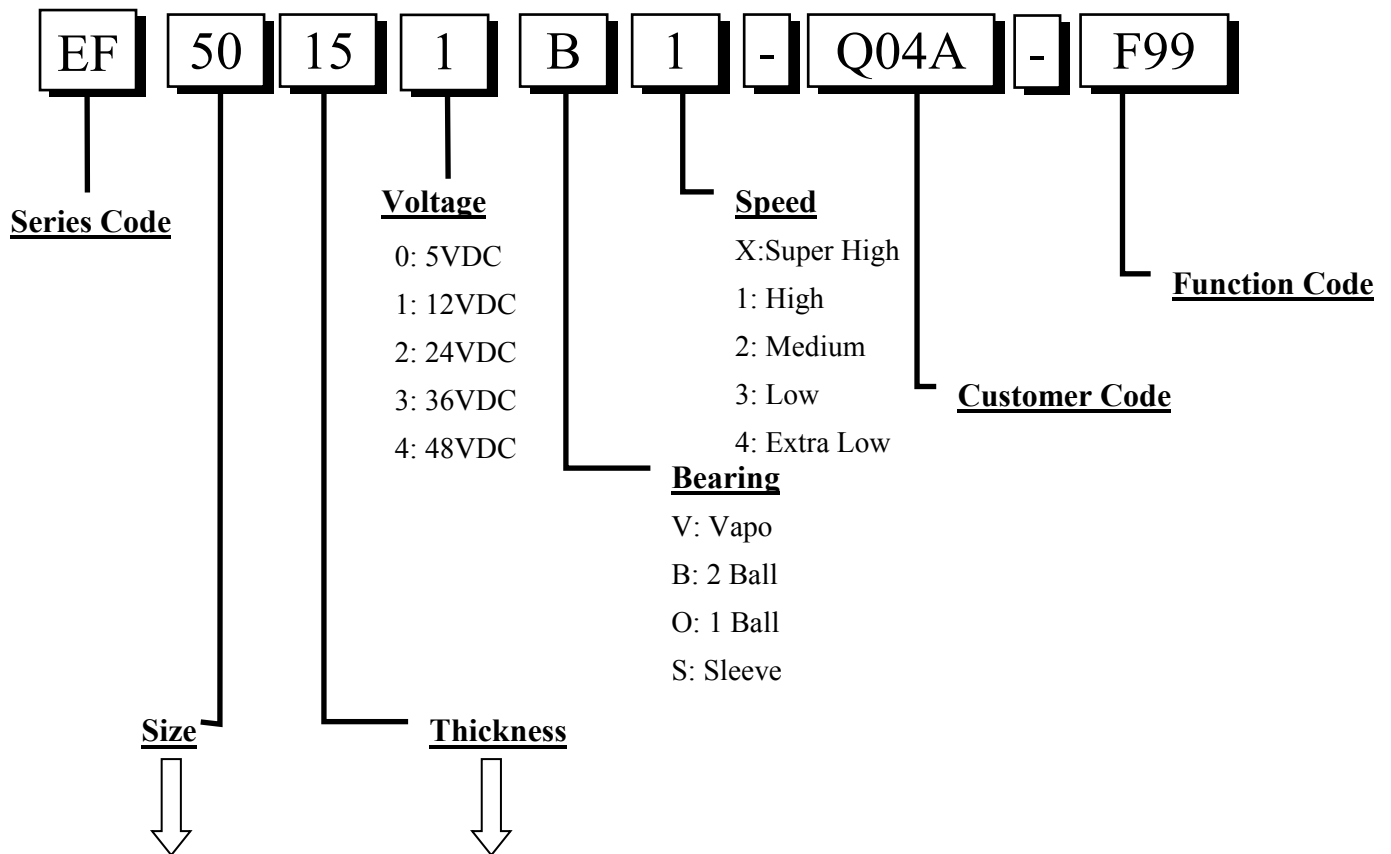 EF 50 15 1 B 1 - Q04A - F99
Series Code
Voltage
0: 5VDC
1: 12VDC
2: 24VDC
3: 36VDC
4: 48VDC
Speed
X:Super High
1: High
2: Medium
3: Low
4: Extra Low
Function Code
Customer Code
Bearing
V: Vapo
B: 2 Ball
O: 1 Ball
S: Sleeve
Size
Thickness